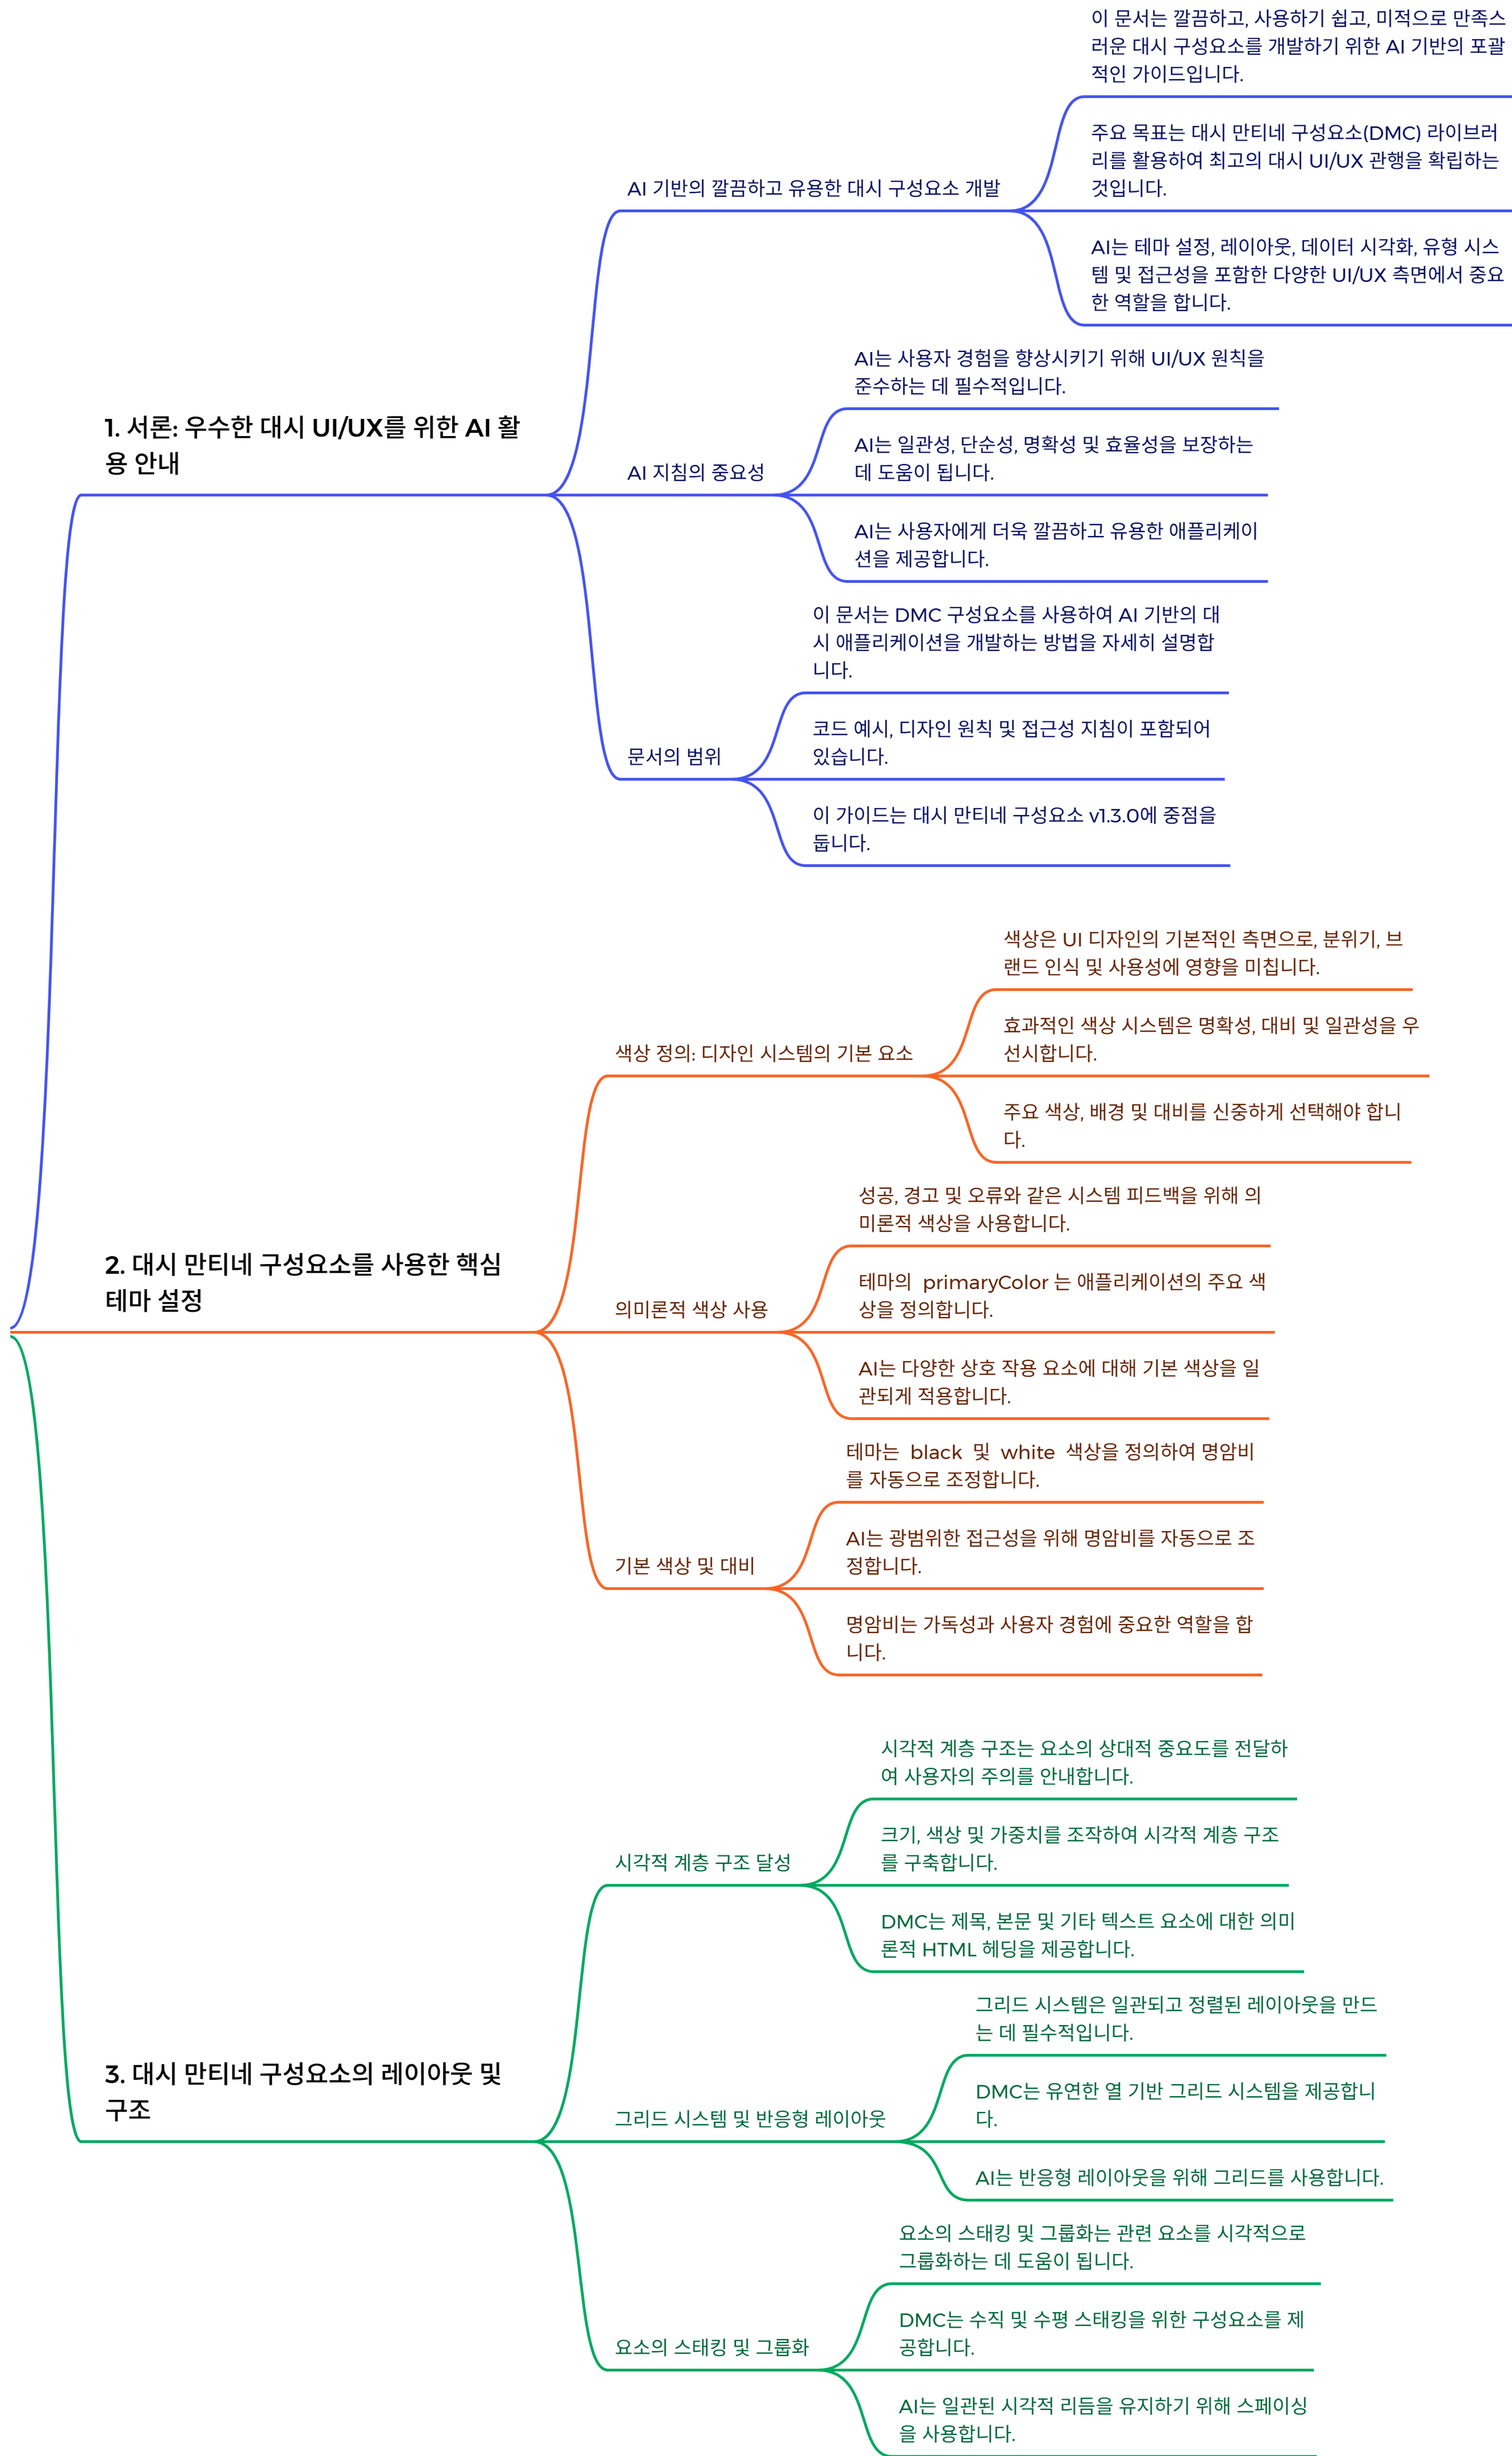 이 문서는 깔끔하고, 사용하기 쉽고, 미적으로 만족스
러운 대시 구성요소를 개발하기 위한 AI 기반의 포괄
적인 가이드입니다.
주요 목표는 대시 만티네 구성요소(DMC) 라이브러
리를 활용하여 최고의 대시 UI/UX 관행을 확립하는
것입니다.
AI 기반의 깔끔하고 유용한 대시 구성요소 개발
AI는 테마 설정, 레이아웃, 데이터 시각화, 유형 시스
템 및 접근성을 포함한 다양한 UI/UX 측면에서 중요
한 역할을 합니다.
AI는 사용자 경험을 향상시키기 위해 UI/UX 원칙을
준수하는 데 필수적입니다.
1. 서론: 우수한 대시 UI/UX를 위한 AI 활
용 안내
AI 지침의 중요성
AI는 일관성, 단순성, 명확성 및 효율성을 보장하는
데 도움이 됩니다.
AI는 사용자에게 더욱 깔끔하고 유용한 애플리케이
션을 제공합니다.
이 문서는 DMC 구성요소를 사용하여 AI 기반의 대
시 애플리케이션을 개발하는 방법을 자세히 설명합
니다.
문서의 범위
코드 예시, 디자인 원칙 및 접근성 지침이 포함되어
있습니다.
이 가이드는 대시 만티네 구성요소 v1.3.0에 중점을
둡니다.
색상은 UI 디자인의 기본적인 측면으로, 분위기, 브
랜드 인식 및 사용성에 영향을 미칩니다.
색상 정의: 디자인 시스템의 기본 요소
효과적인 색상 시스템은 명확성, 대비 및 일관성을 우
선시합니다.
주요 색상, 배경 및 대비를 신중하게 선택해야 합니
다.
성공, 경고 및 오류와 같은 시스템 피드백을 위해 의
미론적 색상을 사용합니다.
2. 대시 만티네 구성요소를 사용한 핵심
테마 설정
의미론적 색상 사용
테마의 primaryColor 는 애플리케이션의 주요 색
상을 정의합니다.
AI는 다양한 상호 작용 요소에 대해 기본 색상을 일
관되게 적용합니다.
테마는 black 및 white 색상을 정의하여 명암비
를 자동으로 조정합니다.
기본 색상 및 대비
AI는 광범위한 접근성을 위해 명암비를 자동으로 조
정합니다.
명암비는 가독성과 사용자 경험에 중요한 역할을 합
니다.
시각적 계층 구조는 요소의 상대적 중요도를 전달하
여 사용자의 주의를 안내합니다.
시각적 계층 구조 달성
크기, 색상 및 가중치를 조작하여 시각적 계층 구조
를 구축합니다.
DMC는 제목, 본문 및 기타 텍스트 요소에 대한 의미
론적 HTML 헤딩을 제공합니다.
그리드 시스템은 일관되고 정렬된 레이아웃을 만드
는 데 필수적입니다.
3. 대시 만티네 구성요소의 레이아웃 및
구조
그리드 시스템 및 반응형 레이아웃
DMC는 유연한 열 기반 그리드 시스템을 제공합니
다.
AI는 반응형 레이아웃을 위해 그리드를 사용합니다.
요소의 스태킹 및 그룹화는 관련 요소를 시각적으로
그룹화하는 데 도움이 됩니다.
요소의 스태킹 및 그룹화
DMC는 수직 및 수평 스태킹을 위한 구성요소를 제
공합니다.
AI는 일관된 시각적 리듬을 유지하기 위해 스페이싱
을 사용합니다.